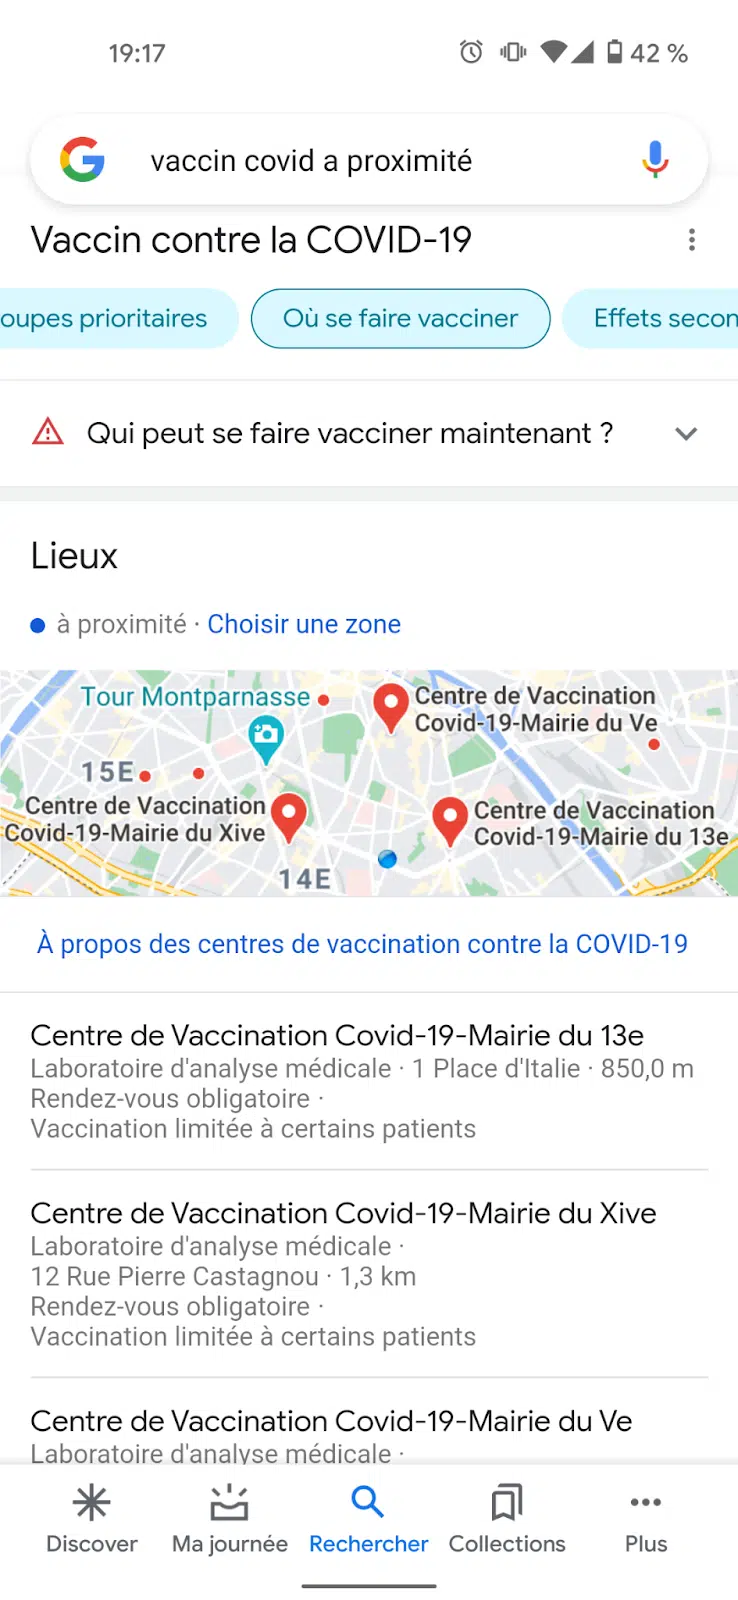 19:17
42 %
vaccin covid a proximité
Vaccin contre la COVID-19
oupes prioritaires
Où se faire vacciner
Effets secon
Qui peut se faire vacciner maintenant ?
Lieux
à proximité · Choisir une zone
Tour Montparnasse
Centre de Vaccination
Covid-19-Mairie du Ve
15E
Centre de Vaccination
Covid-19-Mairie du Xive
Centre de Vaccination
Covid-19-Mairie du 13e
14E
À propos des centres de vaccination contre la COVID-19
Centre de Vaccination Covid-19-Mairie du 13e
Laboratoire d'analyse médicale · 1 Place d'Italie · 850,0 m
Rendez-vous obligatoire ·
Vaccination limitée à certains patients
Centre de Vaccination Covid-19-Mairie du Xive
Laboratoire d'analyse médicale ·
12 Rue Pierre Castagnou · 1,3 km
Rendez-vous obligatoire ·
Vaccination limitée à certains patients
Centre de Vaccination Covid-19-Mairie du Ve
Laboratoire d'analyse médicale ·
Discover
Ma journée
Rechercher
Collections
Plus